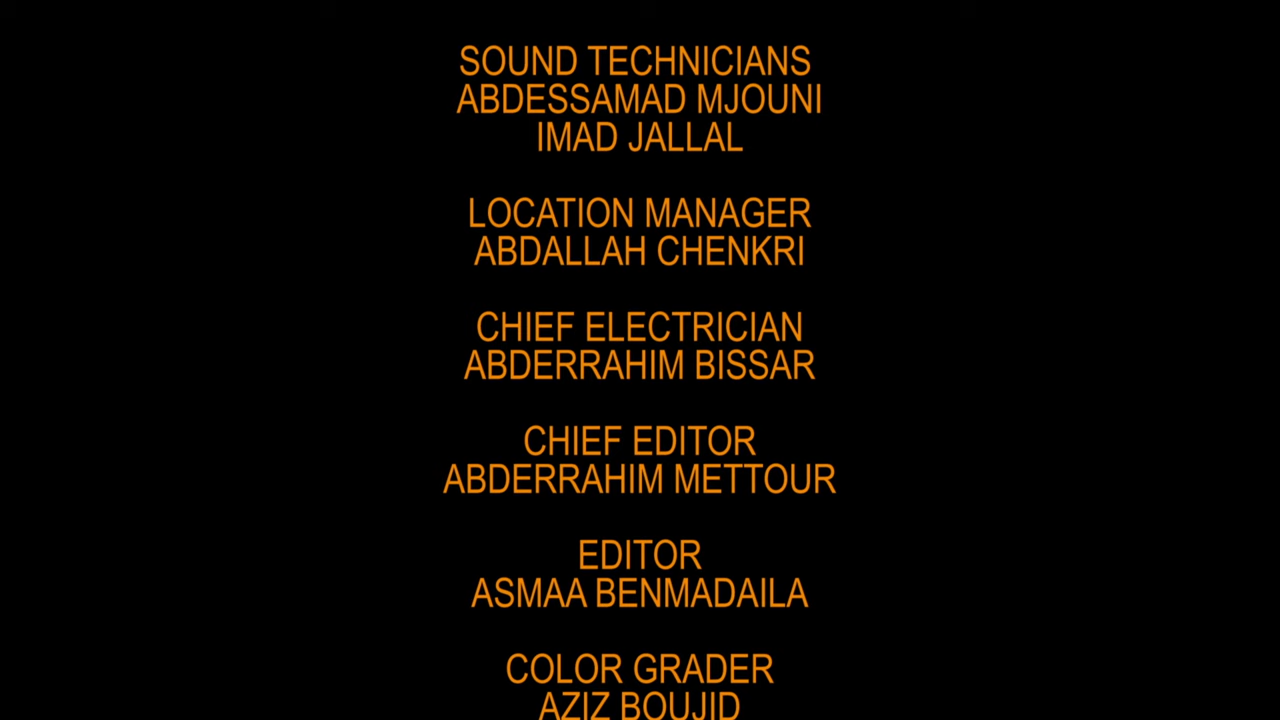 SOUND TECHNICIANS
ABDESSAMAD MJOUNI
IMAD JALLAL
LOCATION MANAGER
ABDALLAH CHENKRI
CHIEF ELECTRICIAN
ABDERRAHIM BISSAR
CHIEF EDITOR
ABDERRAHIM METTOUR
EDITOR
ASMAA BENMADAILA
COLOR GRADER
AZIZ BOUJID